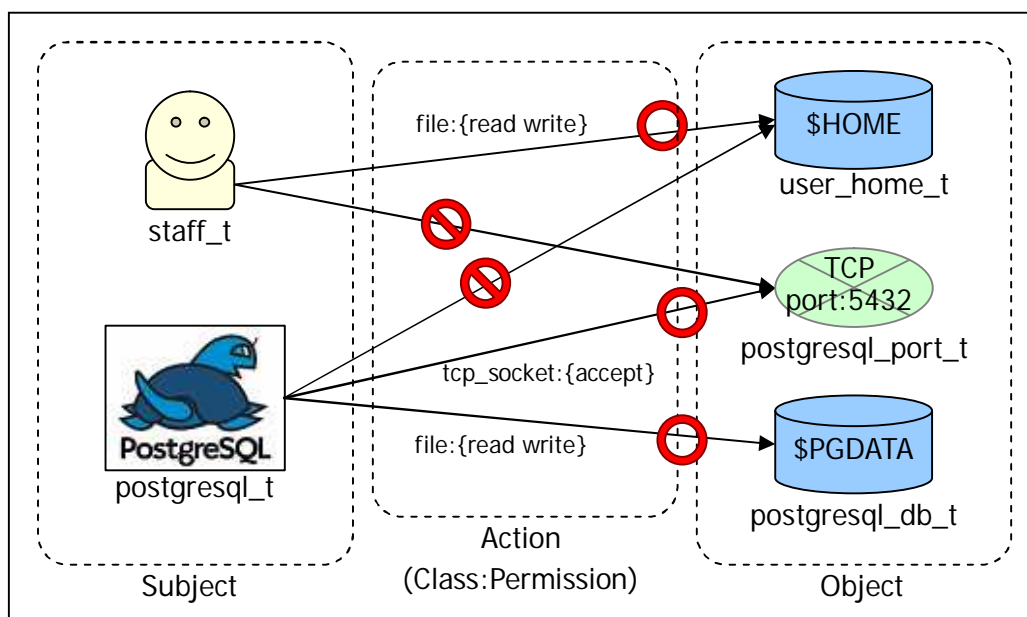 staff_t
PostgreSQL
postgresql_t
Subject
file:{read write}
tcp_socket:{accept}
file:{read write}
Action
(Class:Permission)
$HOME
user_home_t
TCP
port:5432
postgresql_port_t
$PGDATA
postgresql_db_t
Object